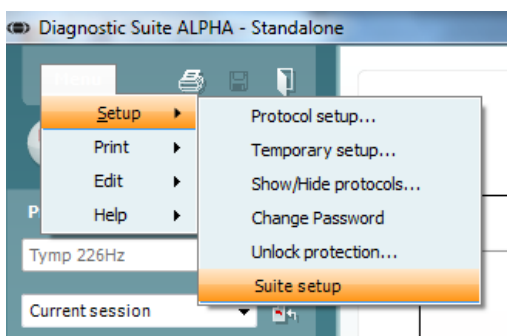 Diagnostic Suite ALPHA - Standalone
Menu
Setup
Print
Edit
Help
Protocol setup...
Temporary setup...
Show/Hide protocols...
Change Password
Unlock protection...
Suite setup
P
Tymp 226Hz
Current session